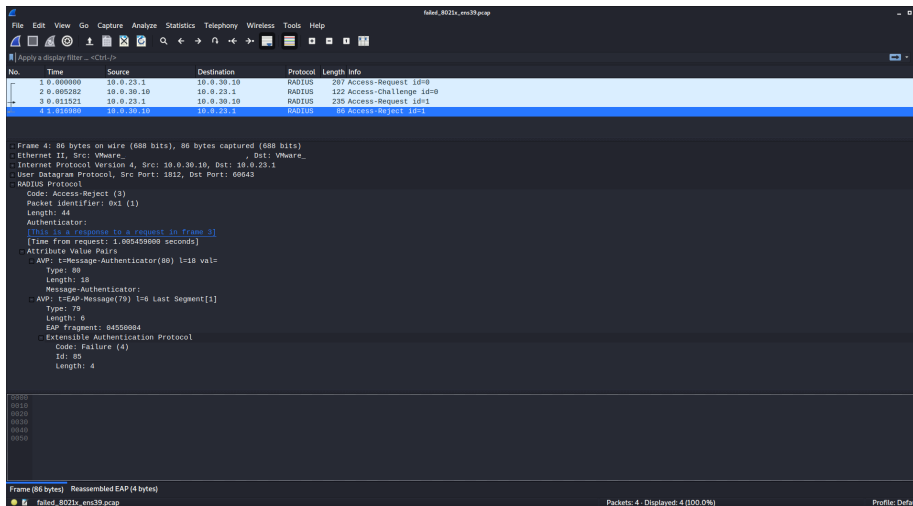 failed_8021x_ens39.pcap
File Edit View Go Capture Analyze Statistics Telephony Wireless Tools Help
Apply a display filter ... <Ctrl-/>
No. Time Source Destination Protocol Length Info
1 0.000000 10.0.23.1 10.0.30.10 RADIUS 207 Access-Request id=0
2 0.005282 10.0.30.10 10.0.23.1 RADIUS 122 Access-Challenge id=0
3 0.011521 10.0.23.1 10.0.30.10 RADIUS 235 Access-Request id=1
4 1.016980 10.0.30.10 10.0.23.1 RADIUS 86 Access-Reject id=1
Frame 4: 86 bytes on wire (688 bits), 86 bytes captured (688 bits)
Ethernet II, Src: VMware_ , Dst: VMware_
Internet Protocol Version 4, Src: 10.0.30.10, Dst: 10.0.23.1
User Datagram Protocol, Src Port: 1812, Dst Port: 60643
RADIUS Protocol
Code: Access-Reject (3)
Packet identifier: 0x1 (1)
Length: 44
Authenticator:
[This is a response to a request in frame 3]
[Time from request: 1.005459000 seconds]
Attribute Value Pairs
AVP: t=Message-Authenticator(80) l=18 val=
Type: 80
Length: 18
Message-Authenticator:
AVP: t=EAP-Message(79) l=6 Last Segment[1]
Type: 79
Length: 6
EAP fragment: 04550004
Extensible Authentication Protocol
Code: Failure (4)
Id: 85
Length: 4
0000
0010
0020
0030
0040
0050
Frame (86 bytes) Reassembled EAP (4 bytes)
failed_8021x_ens39.pcap Packets: 4 · Displayed: 4 (100.0%) Profile: Defau